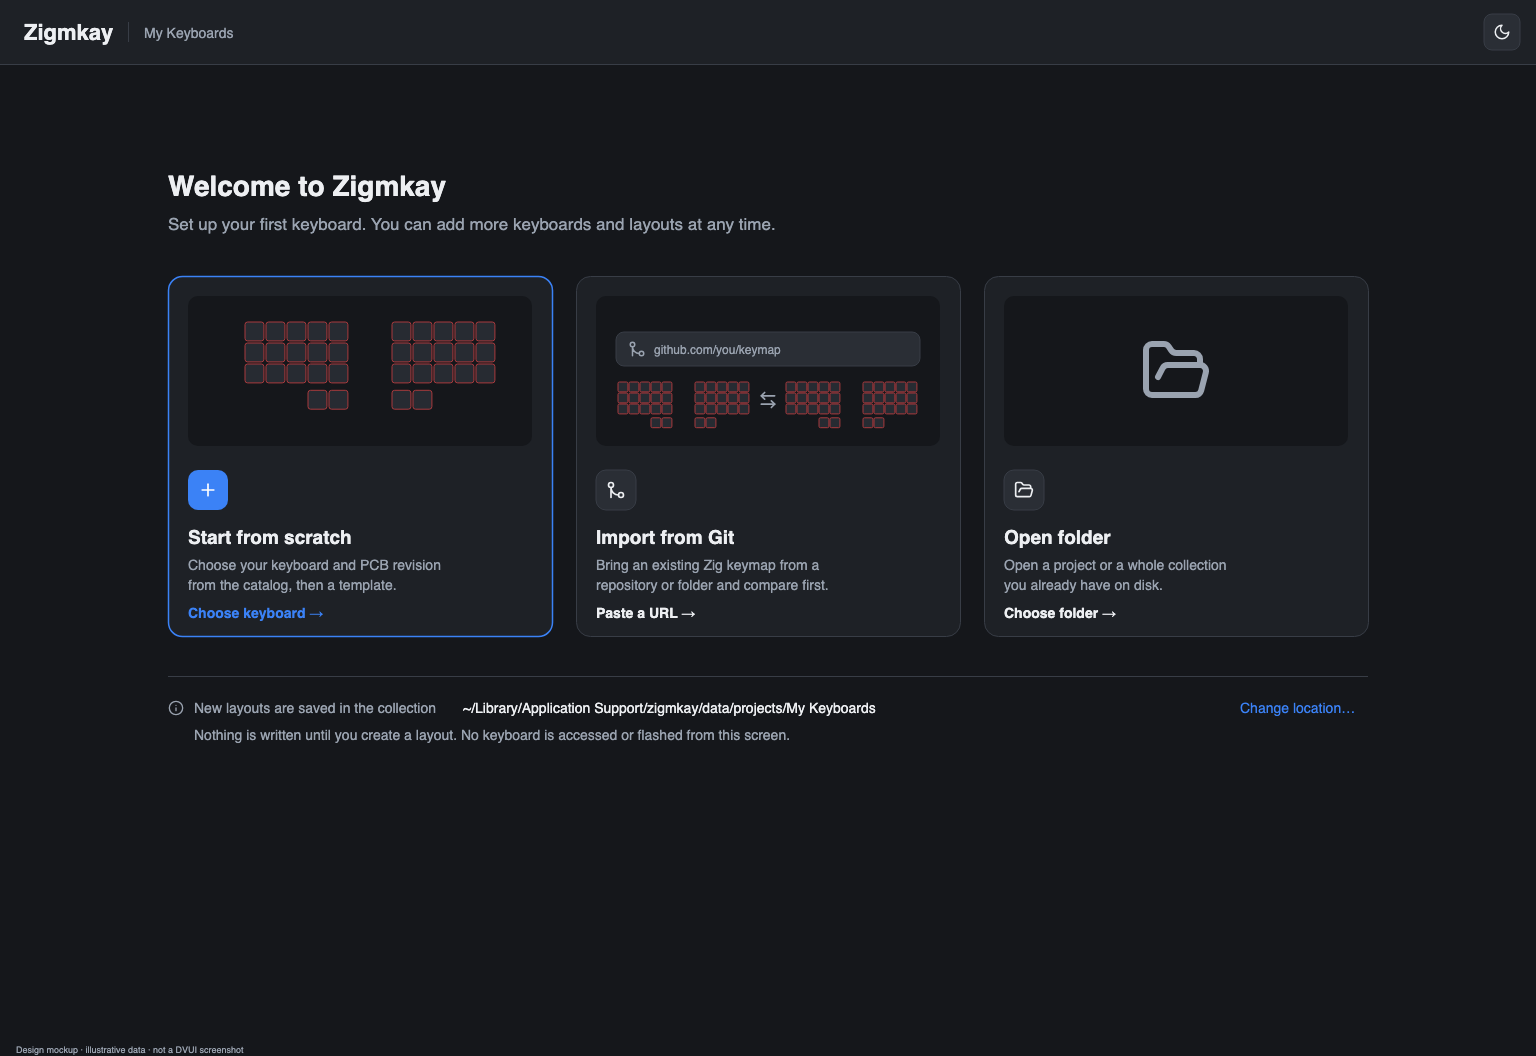 Zigmkay
My Keyboards
Welcome to Zigmkay
Set up your first keyboard. You can add more keyboards and layouts at any time.
Start from scratch
Choose your keyboard and PCB revision
from the catalog, then a template.
Choose keyboard →
github.com/you/keymap
Import from Git
Bring an existing Zig keymap from a
repository or folder and compare first.
Paste a URL →
Open folder
Open a project or a whole collection
you already have on disk.
Choose folder →
New layouts are saved in the collection ~/Library/Application Support/zigmkay/data/projects/My Keyboards
Change location…
Nothing is written until you create a layout. No keyboard is accessed or flashed from this screen.
Design mockup · illustrative data · not a DVUI screenshot